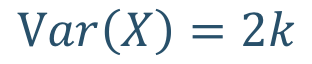 Var(X) = 2k